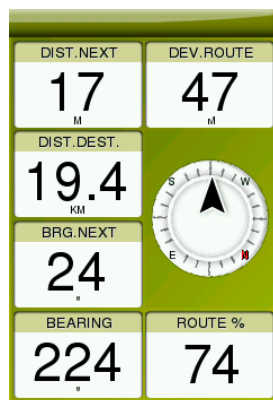 DIST.NEXT
17
M
DEV.ROUTE
47
M
DIST.DEST.
19.4
KM
S
W
E
N
BRG.NEXT
24
°
BEARING
224
°
ROUTE %
74